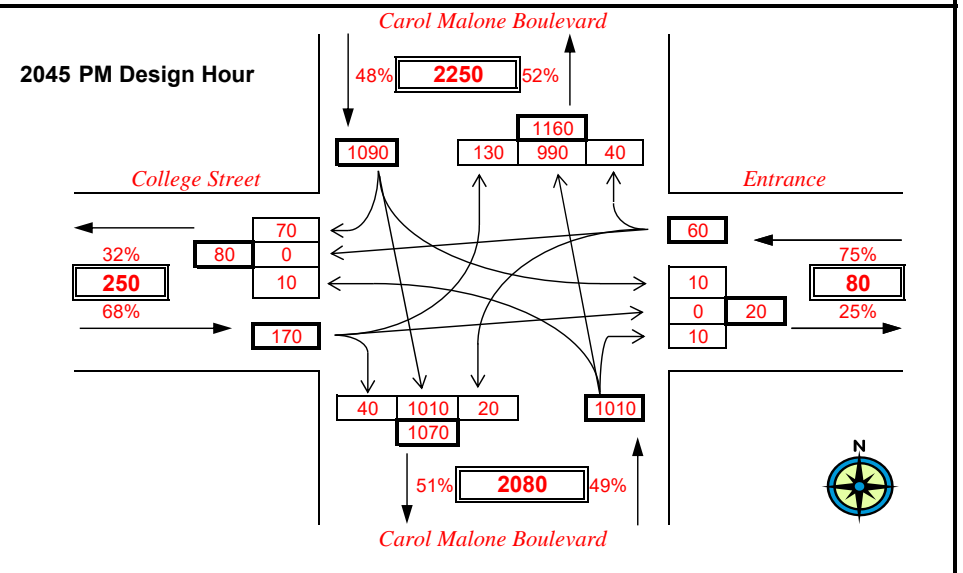 Carol Malone Boulevard
2045 PM Design Hour
48% 2250 52%
1160
1090 130 990 40
College Street Entrance
70 60
32% 80 0 75%
250 10 10 80
68% 0 20 25%
170 10
40 1010 20 1010
1070
N
51% 2080 49%
Carol Malone Boulevard